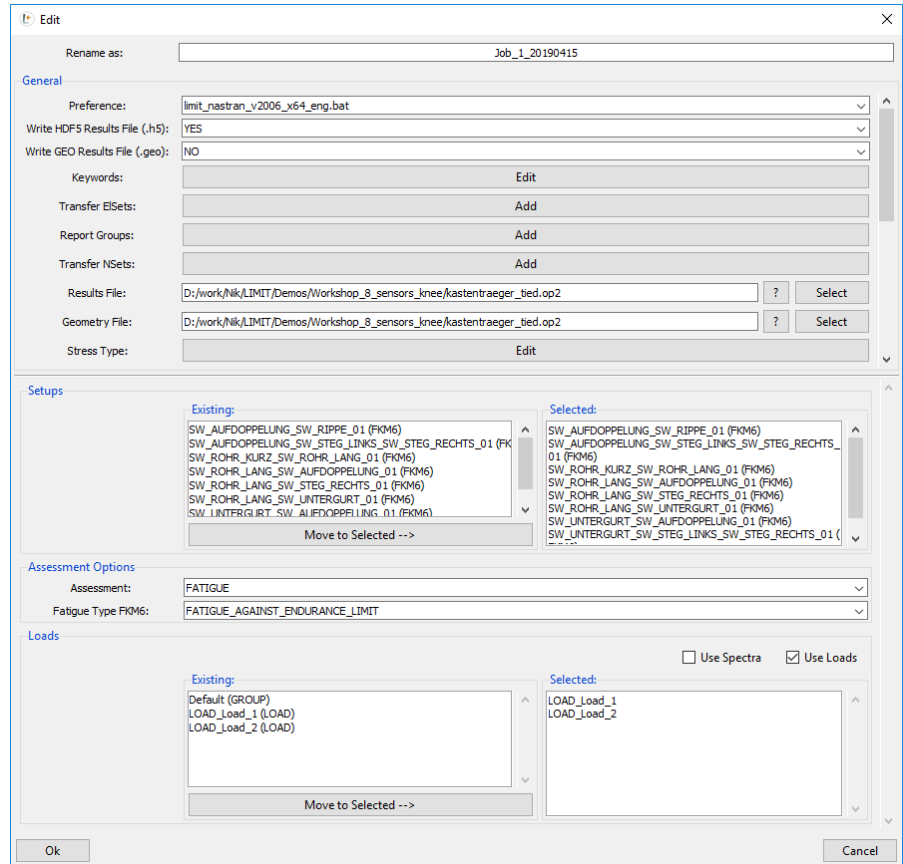 Edit
Rename as: Job_1_20190415
General
Preference: limit_nastran_v2006_x64_eng.bat
Write HDF5 Results File (.h5): YES
Write GEO Results File (.geo): NO
Keywords: Edit
Transfer ElSets: Add
Report Groups: Add
Transfer NSets: Add
Results File: D:/work/Nik/LIMIT/Demos/Workshop_8_sensors_knee/kastentraeger_tied.op2 ? Select
Geometry File: D:/work/Nik/LIMIT/Demos/Workshop_8_sensors_knee/kastentraeger_tied.op2 ? Select
Stress Type: Edit
Setups
Existing:
SW_AUFDOPPELUNG_SW_RIPPE_01 (FKM6)
SW_AUFDOPPELUNG_SW_STEG_LINKS_SW_STEG_RECHTS_01 (FK
SW_ROHR_KURZ_SW_ROHR_LANG_01 (FKM6)
SW_ROHR_LANG_SW_AUFDOPPELUNG_01 (FKM6)
SW_ROHR_LANG_SW_STEG_RECHTS_01 (FKM6)
SW_ROHR_LANG_SW_UNTERGURT_01 (FKM6)
SW_UNTERGURT_SW_AUFDOPPELUNG_01 (FKM6)
Move to Selected -->
Selected:
SW_AUFDOPPELUNG_SW_RIPPE_01 (FKM6)
SW_AUFDOPPELUNG_SW_STEG_LINKS_SW_STEG_RECHTS_
01 (FKM6)
SW_ROHR_KURZ_SW_ROHR_LANG_01 (FKM6)
SW_ROHR_LANG_SW_AUFDOPPELUNG_01 (FKM6)
SW_ROHR_LANG_SW_STEG_RECHTS_01 (FKM6)
SW_ROHR_LANG_SW_UNTERGURT_01 (FKM6)
SW_UNTERGURT_SW_AUFDOPPELUNG_01 (FKM6)
SW_UNTERGURT_SW_STEG_LINKS_SW_STEG_RECHTS_01 (
Assessment Options
Assessment: FATIGUE
Fatigue Type FKM6: FATIGUE_AGAINST_ENDURANCE_LIMIT
Loads
Use Spectra Use Loads
Existing:
Default (GROUP)
LOAD_Load_1 (LOAD)
LOAD_Load_2 (LOAD)
Move to Selected -->
Selected:
LOAD_Load_1
LOAD_Load_2
Ok Cancel